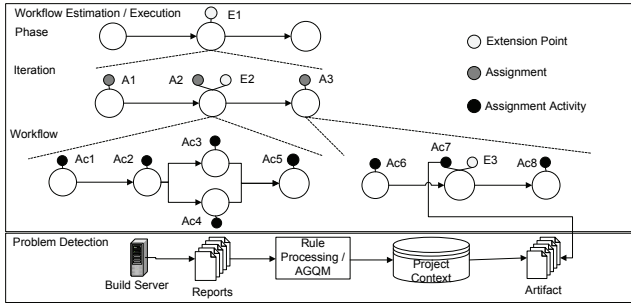 Workflow Estimation / Execution
E1
Phase
Extension Point
Iteration
A1
A2
E2
A3
Assignment
Assignment Activity
Workflow
Ac1
Ac2
Ac3
Ac5
Ac4
Ac6
Ac7
E3
Ac8
Problem Detection
Build Server
Reports
Rule
Processing /
AGQM
Project
Context
Artifact